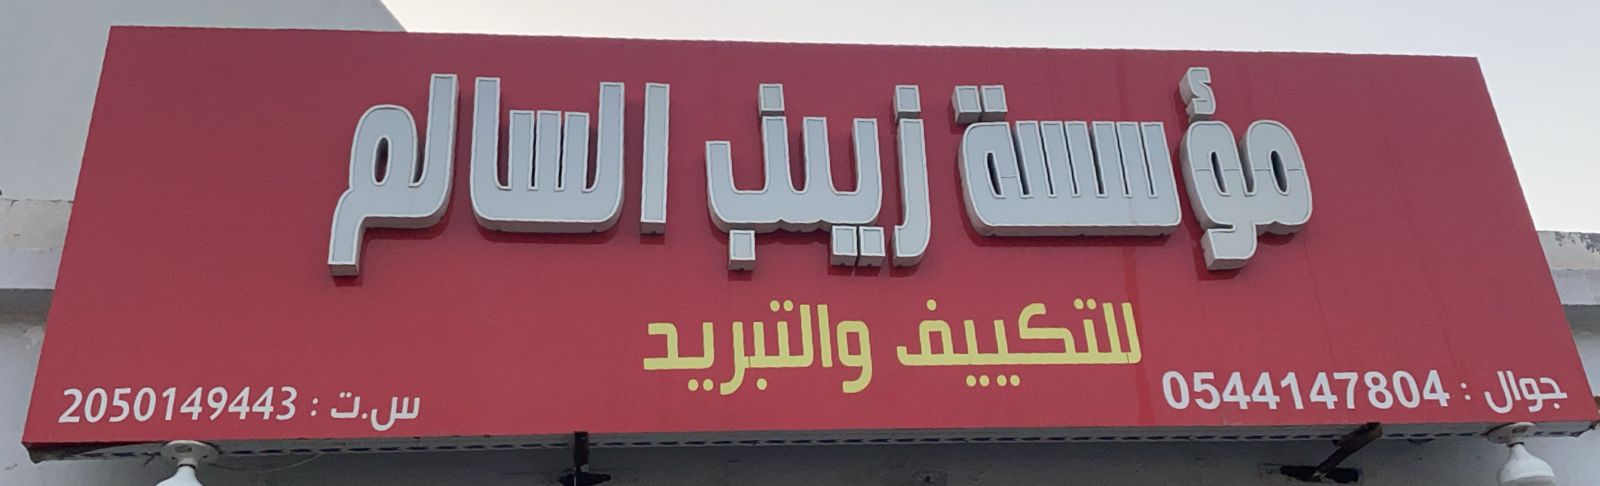 مؤسسة زينب السالم
للتكييف والتبريد
جوال : 0544147804
س.ت : 2050149443